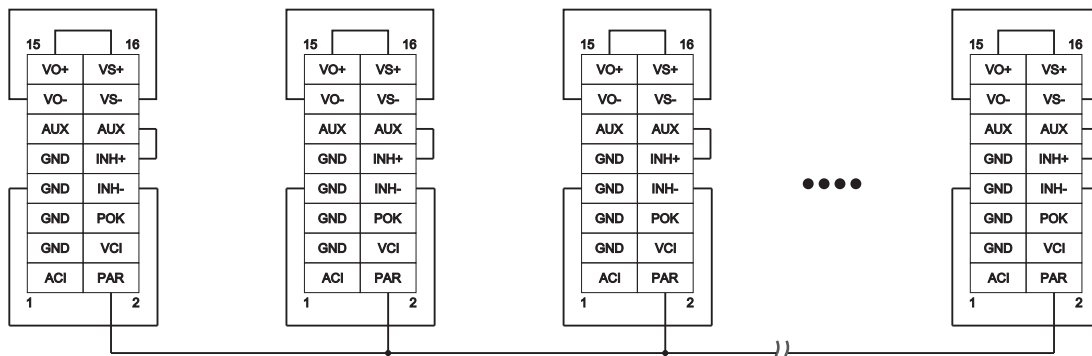 15 16 15 16 15 16 15 16
VO+ VS+ VO+ VS+ VO+ VS+ VO+ VS+
VO- VS- VO- VS- VO- VS- VO- VS-
AUX AUX AUX AUX AUX AUX AUX AUX
GND INH+ GND INH+ GND INH+ GND INH+
GND INH- GND INH- GND INH- GND INH-
GND POK GND POK GND POK GND POK
GND VCI GND VCI GND VCI GND VCI
ACI PAR ACI PAR ACI PAR ACI PAR
1 2 1 2 1 2 1 2